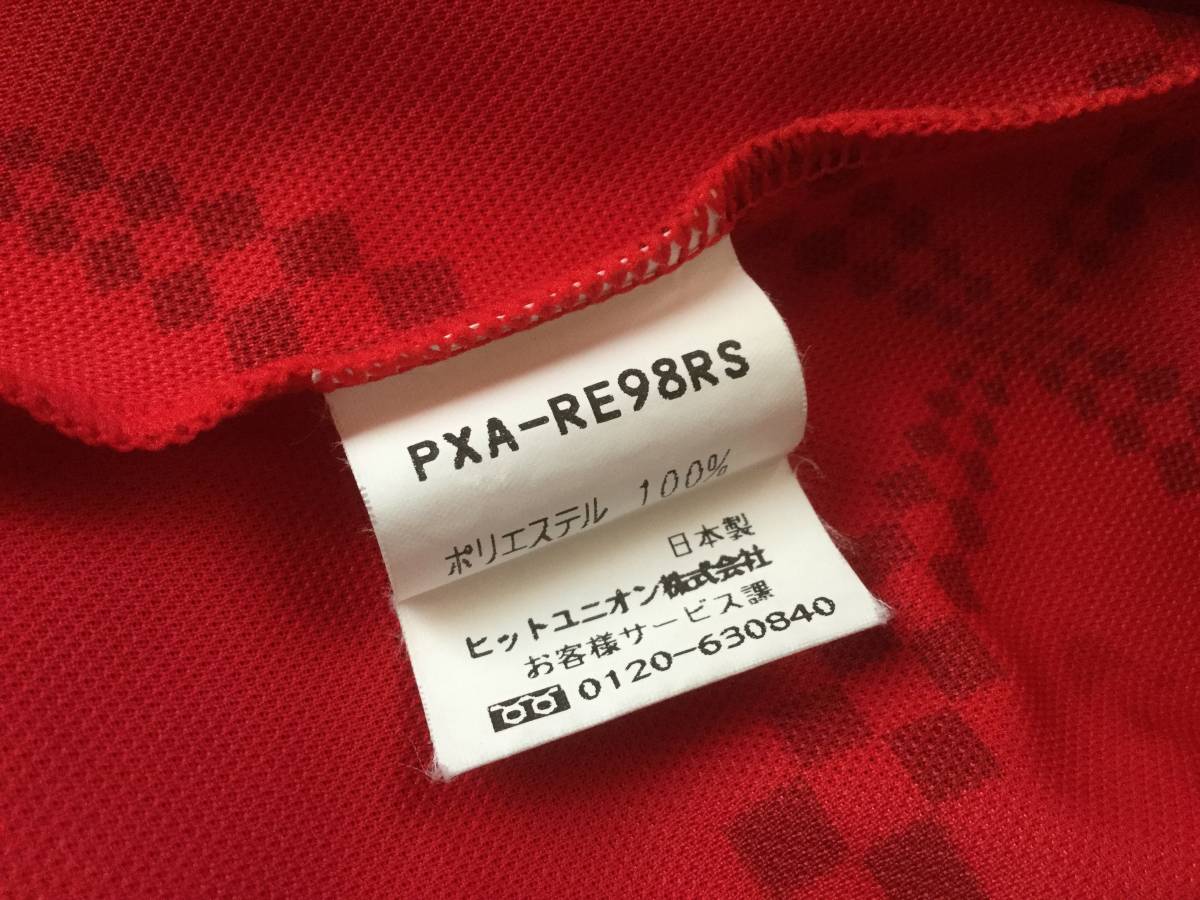 PXA-RE98RS
ポリエステル 100%
日本製
ヒットユニオン株式会社
お客様サービス課
0120-630840